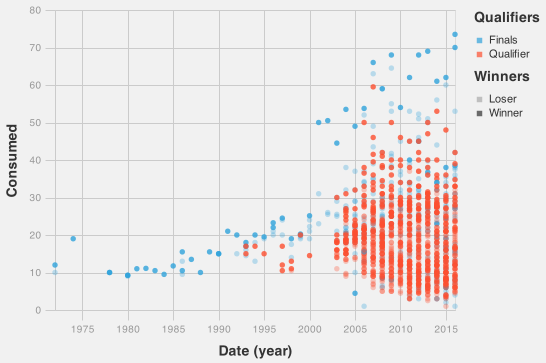 80
70
60
50
40
30
20
10
0
Consumed
1975 1980 1985 1990 1995 2000 2005 2010 2015
Date (year)
Qualifiers
Finals
Qualifier
Winners
Loser
Winner